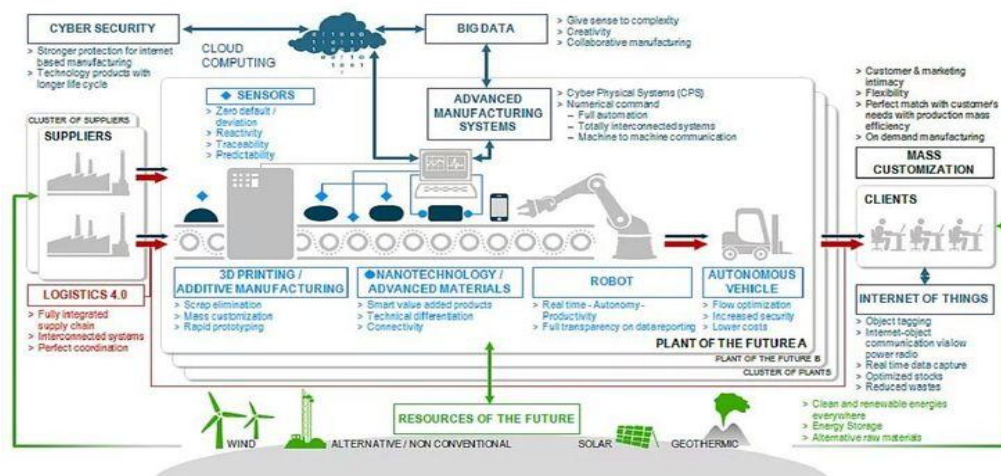 CYBER SECURITY
> Stronger protection for internet
based manufacturing
> Technology products with
longer life cycle
CLOUD
COMPUTING
BIG DATA
> Give sense to complexity
> Creativity
> Collaborative manufacturing
SENSORS
> Zero default /
deviation
> Reactivity
> Traceability
> Predictability
ADVANCED
MANUFACTURING
SYSTEMS
> Cyber Physical Systems (CPS)
> Numerical command
– Full automation
– Totally interconnected systems
– Machine to machine communication
> Customer & marketing
intimacy
> Flexibility
> Perfect match with customer's
needs with production mass
efficiency
> On demand manufacturing
MASS
CUSTOMIZATION
CLUSTER OF SUPPLIERS
SUPPLIERS
CLIENTS
LOGISTICS 4.0
> Fully integrated
supply chain
> Interconnected systems
> Perfect coordination
3D PRINTING /
ADDITIVE MANUFACTURING
> Scrap elimination
> Mass customization
> Rapid prototyping
NANOTECHNOLOGY /
ADVANCED MATERIALS
> Smart value added products
> Technical differentiation
> Connectivity
ROBOT
> Real time - Autonomy -
Productivity
> Full transparency on data reporting
AUTONOMOUS
VEHICLE
> Flow optimization
> Increased security
> Lower costs
PLANT OF THE FUTURE A
PLANT OF THE FUTURE B
CLUSTER OF PLANTS
INTERNET OF THINGS
> Object tagging
> Internet-object
communication via low
power radio
> Real time data capture
> Optimized stocks
> Reduced wastes
RESOURCES OF THE FUTURE
> Clean and renewable energies
everywhere
> Energy Storage
> Alternative raw materials
WIND
ALTERNATIVE / NON CONVENTIONAL
SOLAR
GEOTHERMIC